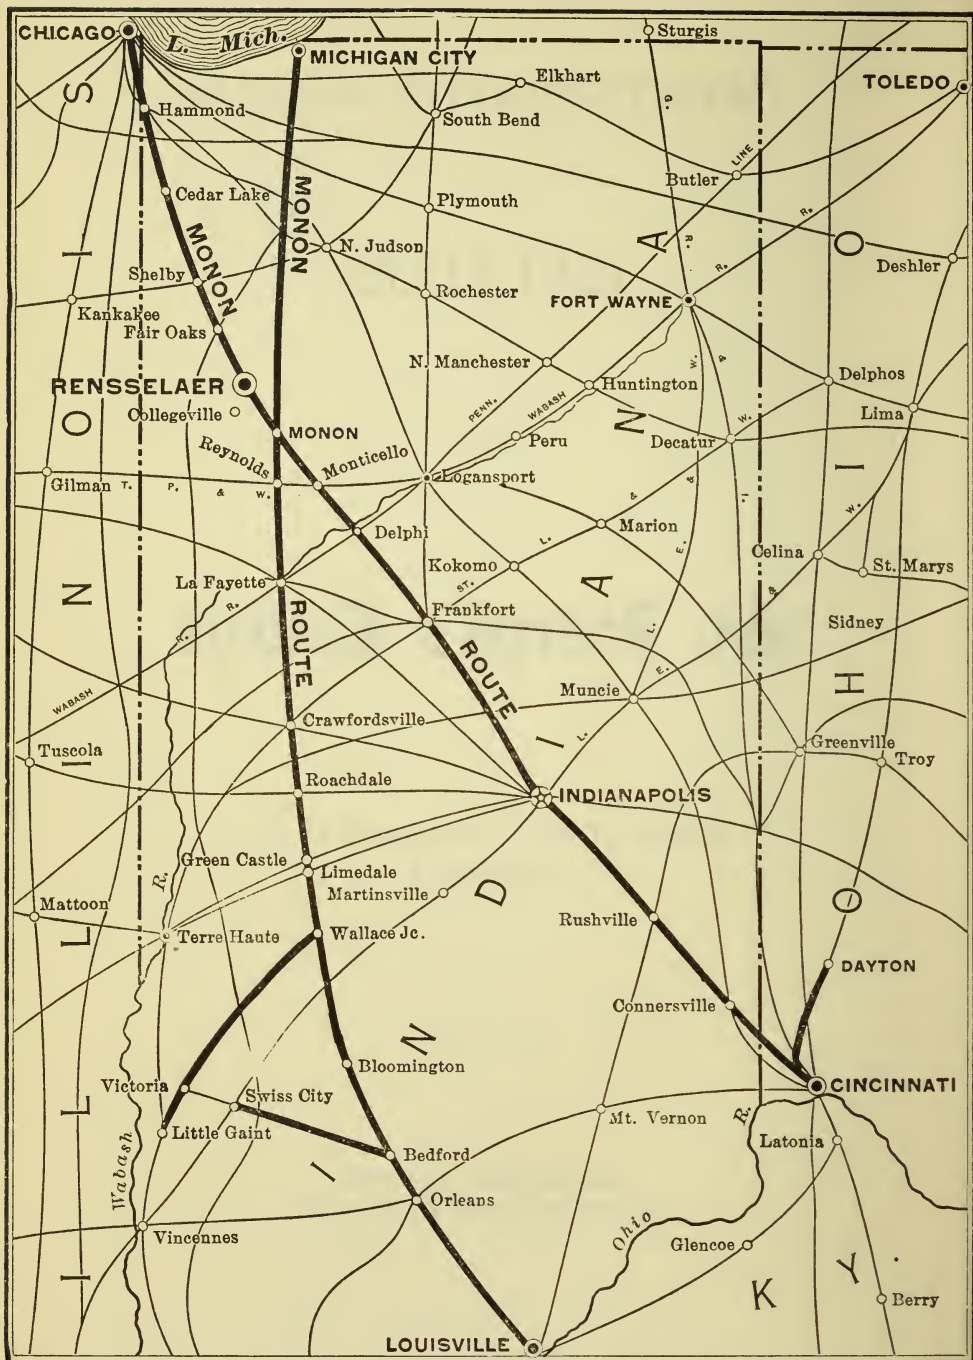 CHICAGO
L. Mich.
MICHIGAN CITY
Sturgis
Elkhart
TOLEDO
Hammond
South Bend
G.
LINE
Butler
Cedar Lake
MONON
MONON
Plymouth
R.
N. Judson
A
R.
R.
O
Deshler
Shelby
Kankakee
Rochester
FORT WAYNE
Fair Oaks
N. Manchester
W.
&
RENSSELAER
Huntington
Delphos
Collegeville
PENN.
WABASH
Lima
MONON
N
Peru
Decatur
W.
Reynolds
Monticello
I
Gilman
T. P. & W.
Logansport
&
&
I.
Marion
W.
Delphi
L.
E.
Celina
St. Marys
La Fayette
Kokomo
ST.
A
&
R.
R.
Frankfort
L.
Sidney
ROUTE
ROUTE
E.
H
WABASH
Muncie
Crawfordsville
I
L.
Tuscola
Greenville
Troy
Roachdale
INDIANAPOLIS
Green Castle
Limedale
R.
Martinsville
D
O
Mattoon
Rushville
Terre Haute
Wallace Jc.
DAYTON
Connersville
N
Bloomington
Victoria
Swiss City
CINCINNATI
Little Gaint
Mt. Vernon
R.
Latonia
Bedford
Wabash
I
Orleans
Vincennes
Ohio
Glencoe
K Y
Berry
LOUISVILLE
I L L I N O I S